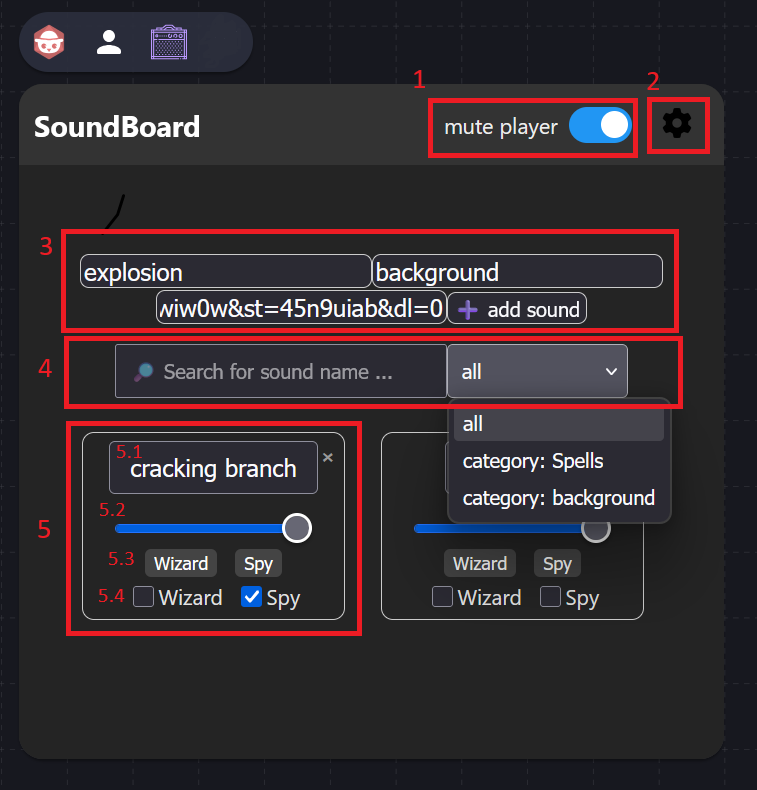 1
2
SoundBoard
mute player
3
explosion
background
wiw0w&st=45n9uiab&dl=0
add sound
4
Search for sound name ...
all
all
category: Spells
category: background
5
5.1
cracking branch
×
5.2
5.3
Wizard
Spy
Wizard
Spy
5.4
Wizard
Spy
Wizard
Spy